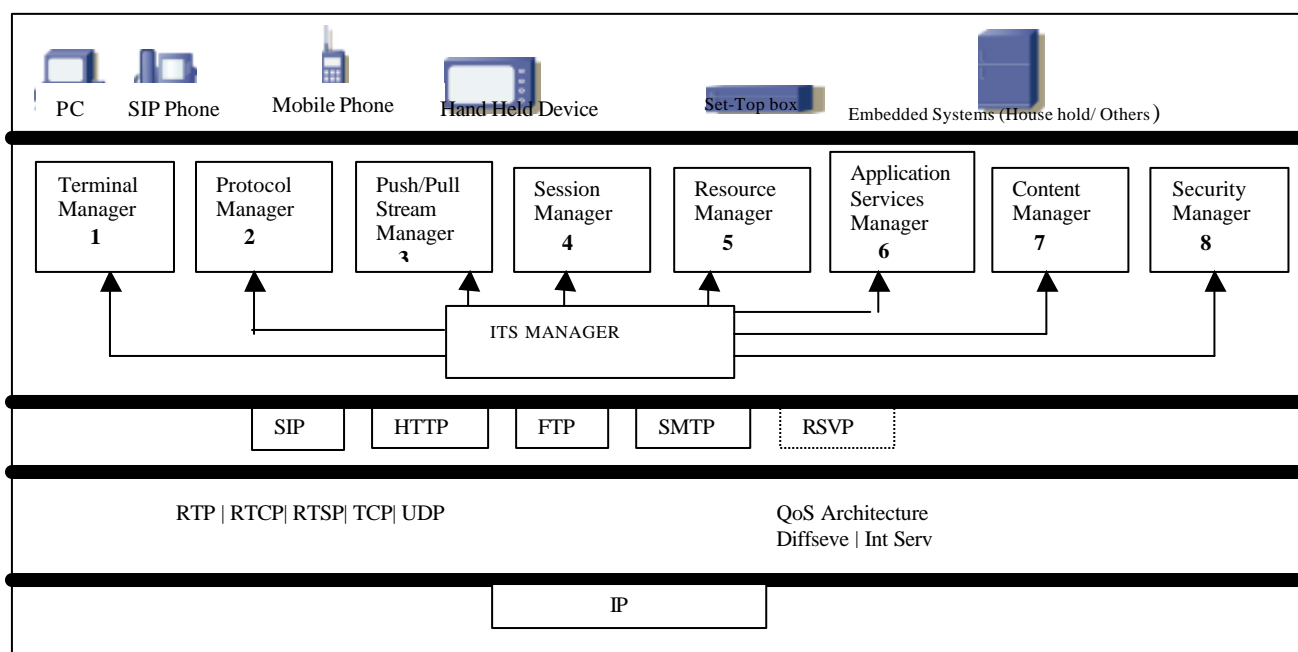 PC
SIP Phone
Mobile Phone
Hand Held Device
Set-Top box
Embedded Systems (House hold/ Others )
Terminal
Manager
1
Protocol
Manager
2
Push/Pull
Stream
Manager
3
Session
Manager
4
Resource
Manager
5
Application
Services
Manager
6
Content
Manager
7
Security
Manager
8
ITS MANAGER
SIP
HTTP
FTP
SMTP
RSVP
RTP | RTCP| RTSP| TCP| UDP
QoS Architecture
Diffseve | Int Serv
IP